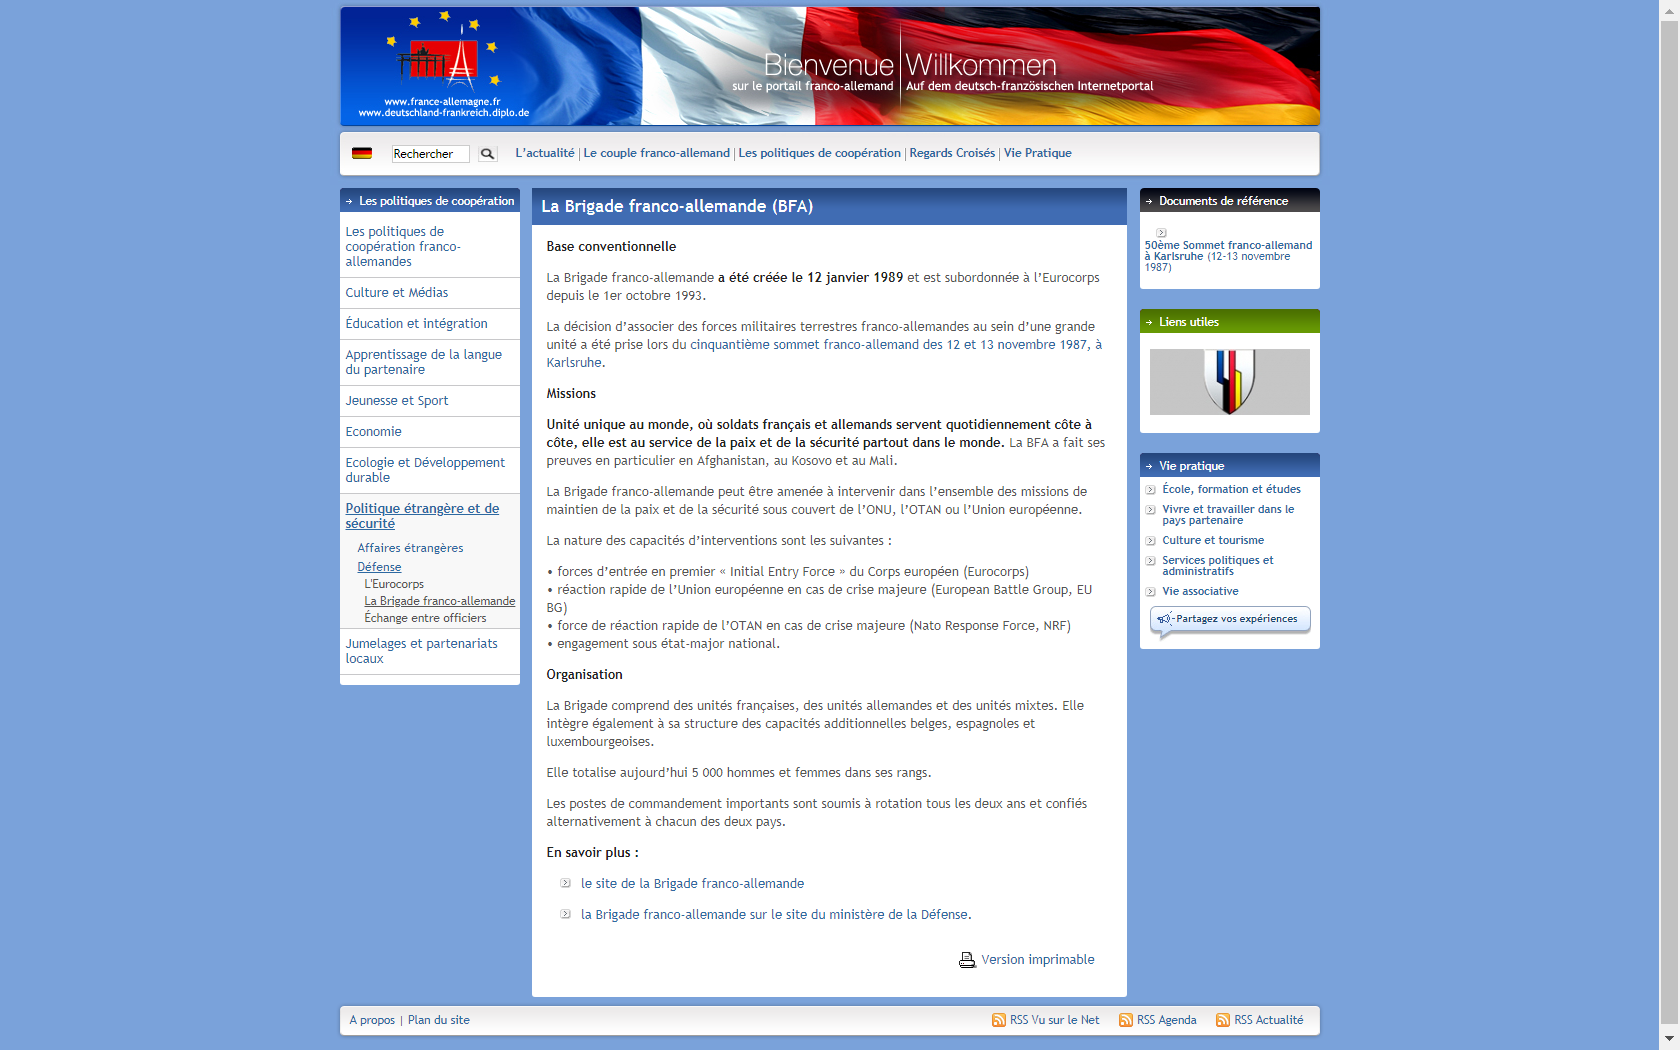 www.france-allemagne.fr
www.deutschland-frankreich.diplo.de
Bienvenue
sur le portail franco-allemand
Willkommen
Auf dem deutsch-französischen Internetportal
Rechercher
L’actualité | Le couple franco-allemand | Les politiques de coopération | Regards Croisés | Vie Pratique
Les politiques de coopération
Les politiques de
coopération franco-
allemandes
Culture et Médias
Éducation et intégration
Apprentissage de la langue
du partenaire
Jeunesse et Sport
Economie
Ecologie et Développement
durable
Politique étrangère et de
sécurité
Affaires étrangères
Défense
L'Eurocorps
La Brigade franco-allemande
Échange entre officiers
Jumelages et partenariats
locaux
La Brigade franco-allemande (BFA)
Base conventionnelle
La Brigade franco-allemande a été créée le 12 janvier 1989 et est subordonnée à l’Eurocorps
depuis le 1er octobre 1993.
La décision d’associer des forces militaires terrestres franco-allemandes au sein d’une grande
unité a été prise lors du cinquantième sommet franco-allemand des 12 et 13 novembre 1987, à
Karlsruhe.
Missions
Unité unique au monde, où soldats français et allemands servent quotidiennement côte à
côte, elle est au service de la paix et de la sécurité partout dans le monde. La BFA a fait ses
preuves en particulier en Afghanistan, au Kosovo et au Mali.
La Brigade franco-allemande peut être amenée à intervenir dans l’ensemble des missions de
maintien de la paix et de la sécurité sous couvert de l’ONU, l’OTAN ou l’Union européenne.
La nature des capacités d’interventions sont les suivantes :
• forces d’entrée en premier « Initial Entry Force » du Corps européen (Eurocorps)
• réaction rapide de l’Union européenne en cas de crise majeure (European Battle Group, EU
BG)
• force de réaction rapide de l’OTAN en cas de crise majeure (Nato Response Force, NRF)
• engagement sous état-major national.
Organisation
La Brigade comprend des unités françaises, des unités allemandes et des unités mixtes. Elle
intègre également à sa structure des capacités additionnelles belges, espagnoles et
luxembourgeoises.
Elle totalise aujourd’hui 5 000 hommes et femmes dans ses rangs.
Les postes de commandement importants sont soumis à rotation tous les deux ans et confiés
alternativement à chacun des deux pays.
En savoir plus :
le site de la Brigade franco-allemande
la Brigade franco-allemande sur le site du ministère de la Défense.
Version imprimable
Documents de référence
50ème Sommet franco-allemand
à Karlsruhe (12-13 novembre
1987)
Liens utiles
Vie pratique
École, formation et études
Vivre et travailler dans le
pays partenaire
Culture et tourisme
Services politiques et
administratifs
Vie associative
Partagez vos expériences
A propos | Plan du site
RSS Vu sur le Net
RSS Agenda
RSS Actualité